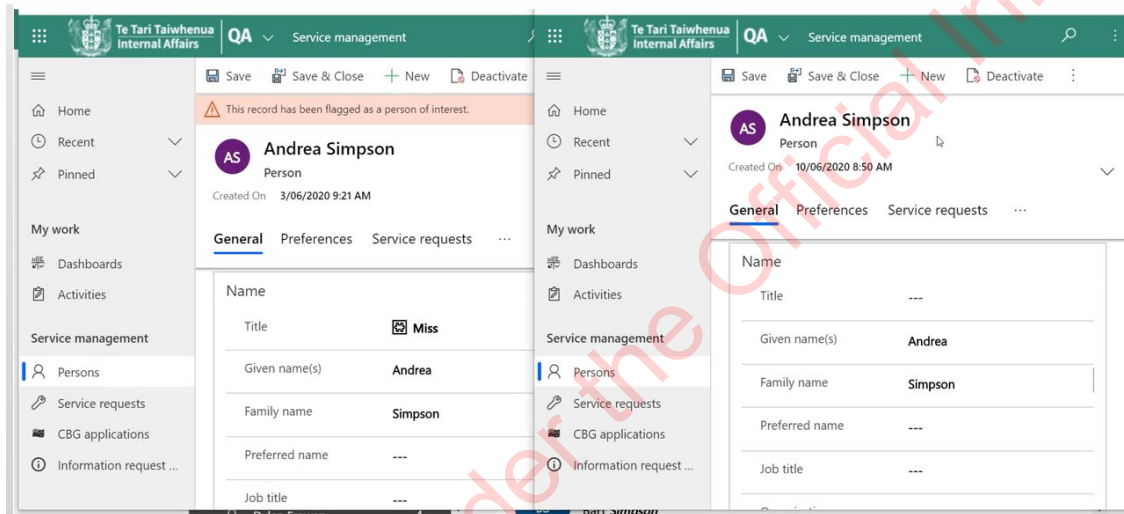 Te Tari Taiwhenua
Internal Affairs
QA
Service management
Save
Save & Close
New
Deactivate
This record has been flagged as a person of interest.
Home
Recent
Pinned
My work
Dashboards
Activities
Service management
Persons
Service requests
CBG applications
Information request ...
AS
Andrea Simpson
Person
Created On 3/06/2020 9:21 AM
General Preferences Service requests ...
Name
Title Miss
Given name(s) Andrea
Family name Simpson
Preferred name ---
Job title ---
Te Tari Taiwhenua
Internal Affairs
QA
Service management
Save
Save & Close
New
Deactivate
Home
Recent
Pinned
My work
Dashboards
Activities
Service management
Persons
Service requests
CBG applications
Information request ...
AS
Andrea Simpson
Person
Created On 10/06/2020 8:50 AM
General Preferences Service requests ...
Name
Title ---
Given name(s) Andrea
Family name Simpson
Preferred name ---
Job title ---
Simpson
der the Official In